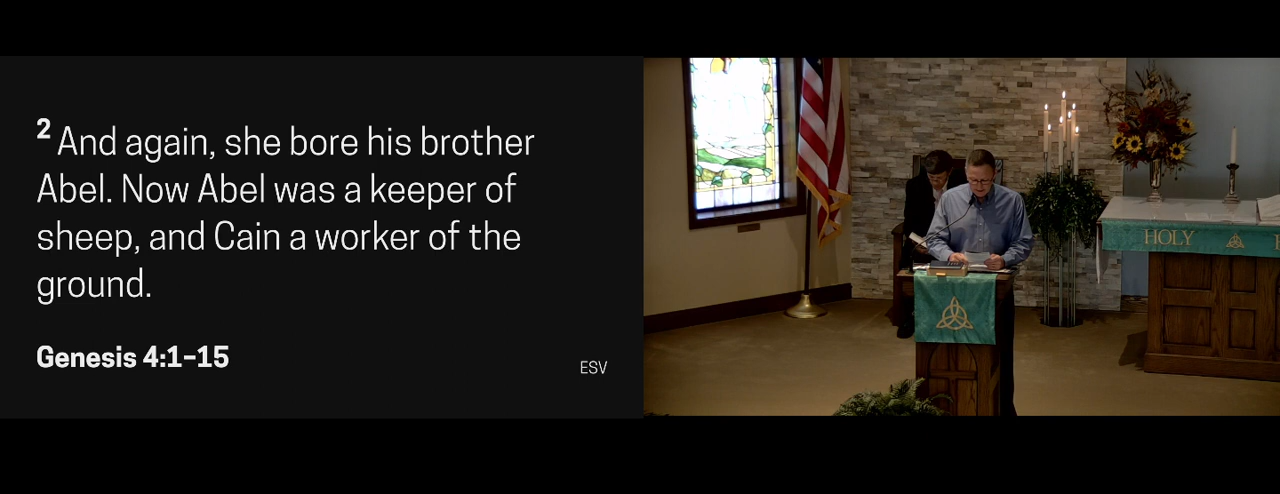 2 And again, she bore his brother
Abel. Now Abel was a keeper of
sheep, and Cain a worker of the
ground.
Genesis 4:1–15
ESV
HOLY